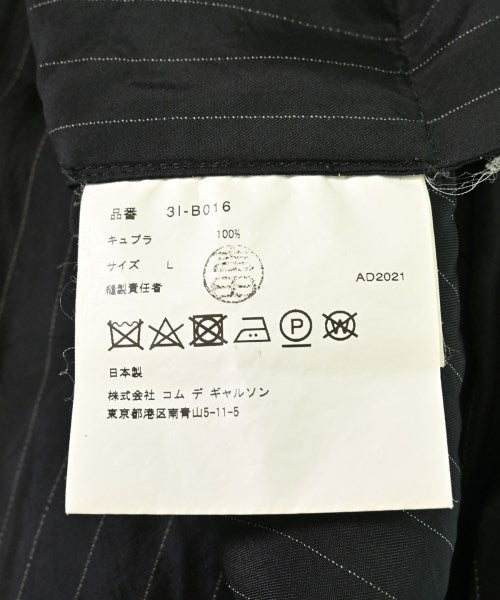 品番 3I-B016
キュプラ 100%
サイズ L
縫製責任者
AD2021
P W
日本製
株式会社 コム デ ギャルソン
東京都港区南青山5-11-5